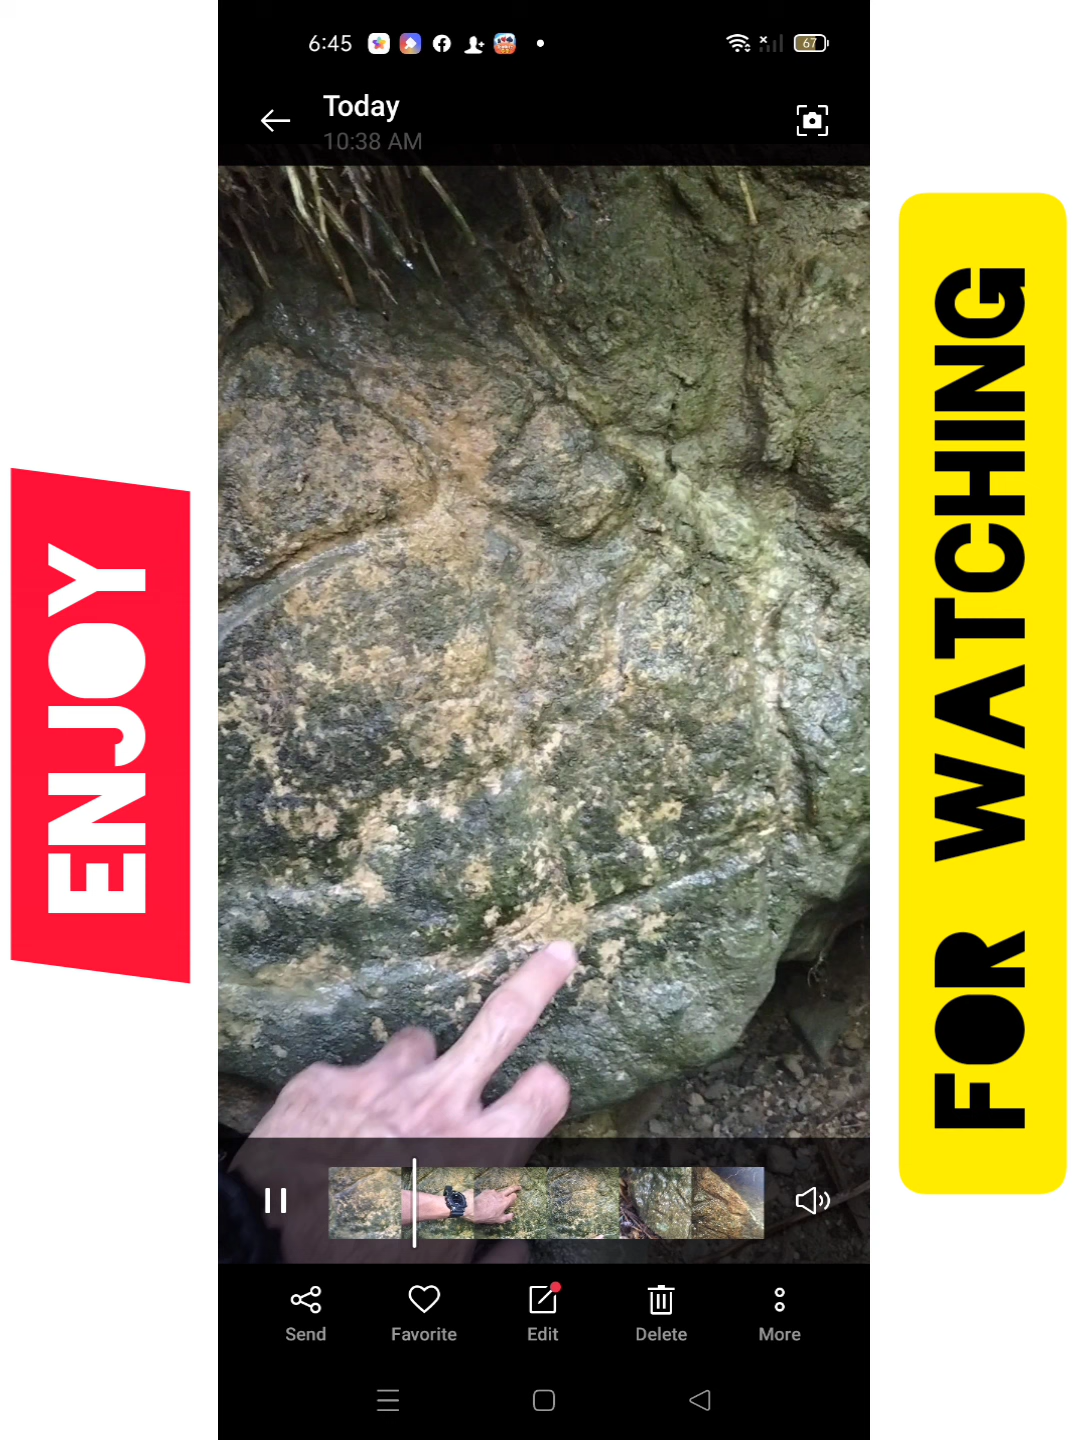 6:45
67
Today
10:38 AM
ENJOY
FOR WATCHING
Send
Favorite
Edit
Delete
More